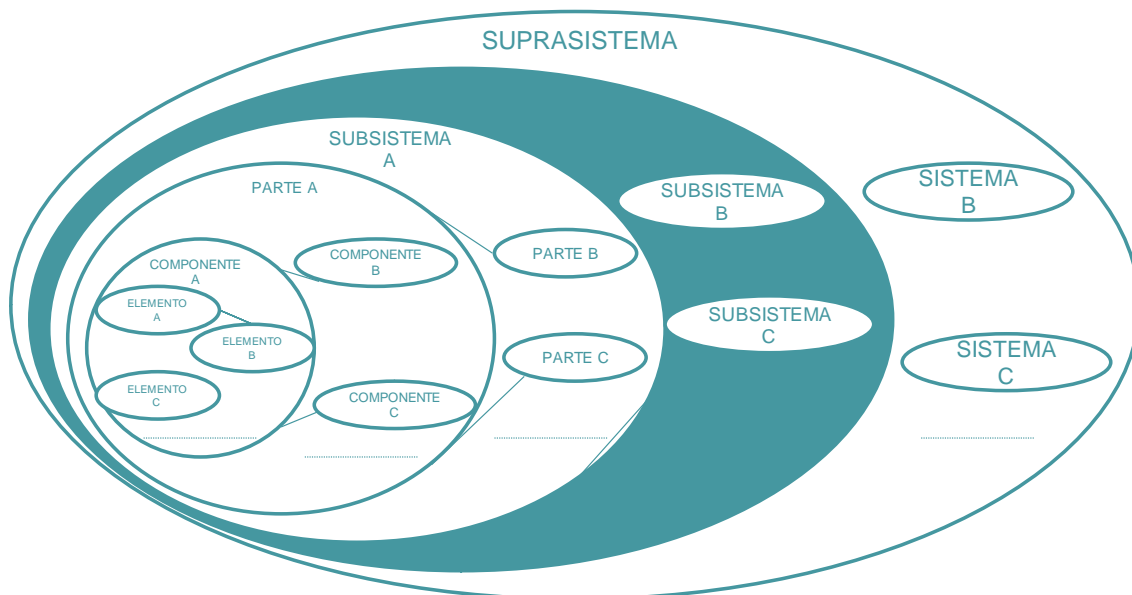 SUPRASISTEMA
SUBSISTEMA
A
PARTE A
SUBSISTEMA
B
SISTEMA
B
COMPONENTE
A
COMPONENTE
B
PARTE B
ELEMENTO
A
ELEMENTO
B
ELEMENTO
C
COMPONENTE
C
PARTE C
SUBSISTEMA
C
SISTEMA
C